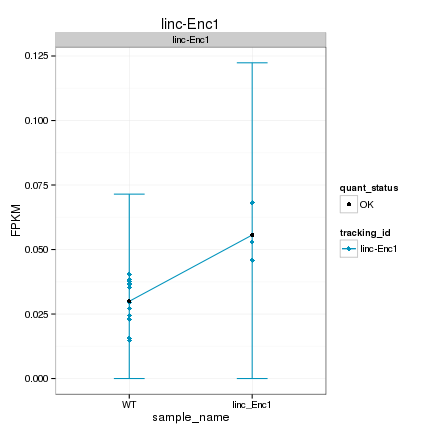 linc-Enc1
linc-Enc1
0.125
0.100
0.075
0.050
0.025
0.000
FPKM
WT
linc_Enc1
sample_name
quant_status
OK
tracking_id
linc-Enc1